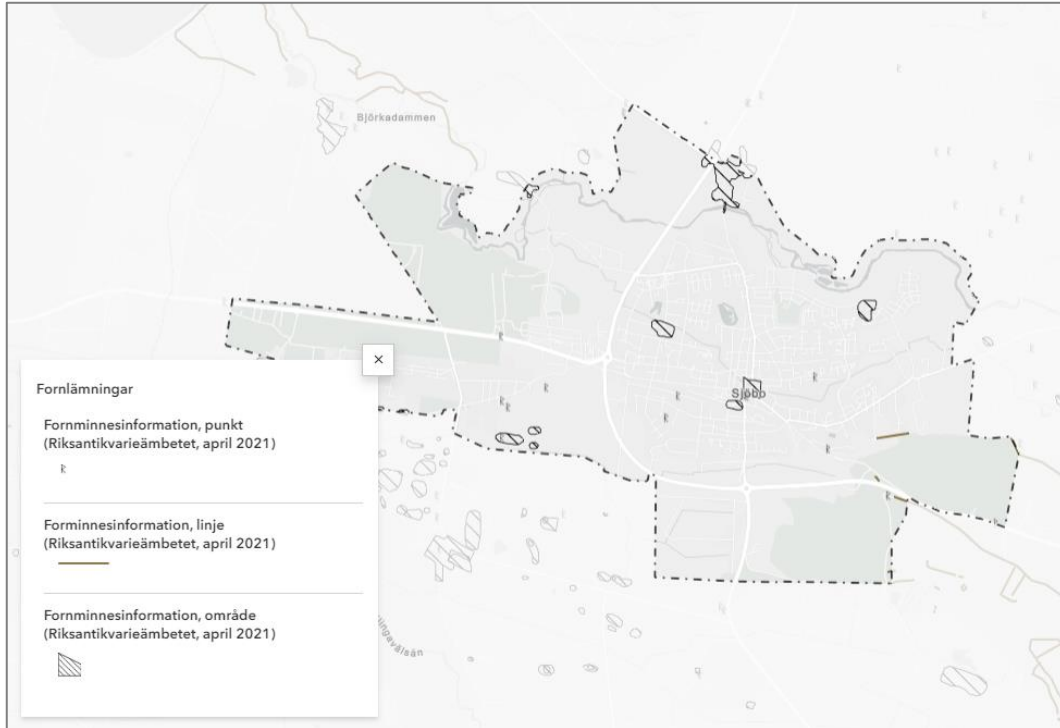 Björkadammen
Sjöbo
Fornlämningar
Fornminnesinformation, punkt
(Riksantikvarieämbetet, april 2021)
Forminnesinformation, linje
(Riksantikvarieämbetet, april 2021)
Fornminnesinformation, område
(Riksantikvarieämbetet, april 2021)